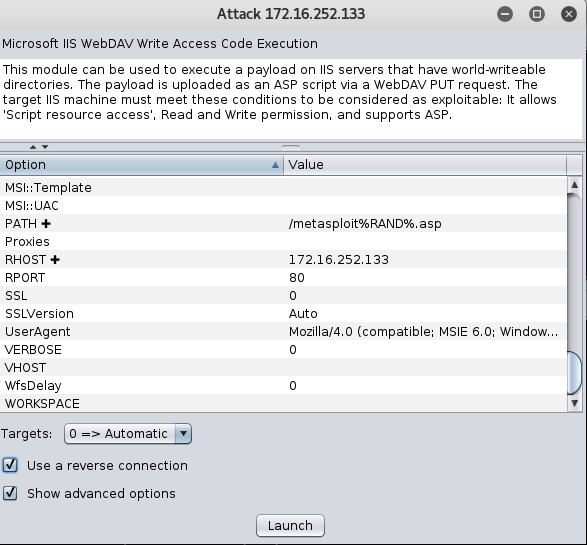 Attack 172.16.252.133
Microsoft IIS WebDAV Write Access Code Execution
This module can be used to execute a payload on IIS servers that have world-writeable
directories. The payload is uploaded as an ASP script via a WebDAV PUT request. The
target IIS machine must meet these conditions to be considered as exploitable: It allows
'Script resource access', Read and Write permission, and supports ASP.
Option Value
MSI::Template
MSI::UAC
PATH ✚ /metasploit%RAND%.asp
Proxies
RHOST ✚ 172.16.252.133
RPORT 80
SSL 0
SSLVersion Auto
UserAgent Mozilla/4.0 (compatible; MSIE 6.0; Window...
VERBOSE 0
VHOST
WfsDelay 0
WORKSPACE
Targets: 0 => Automatic
Use a reverse connection
Show advanced options
Launch